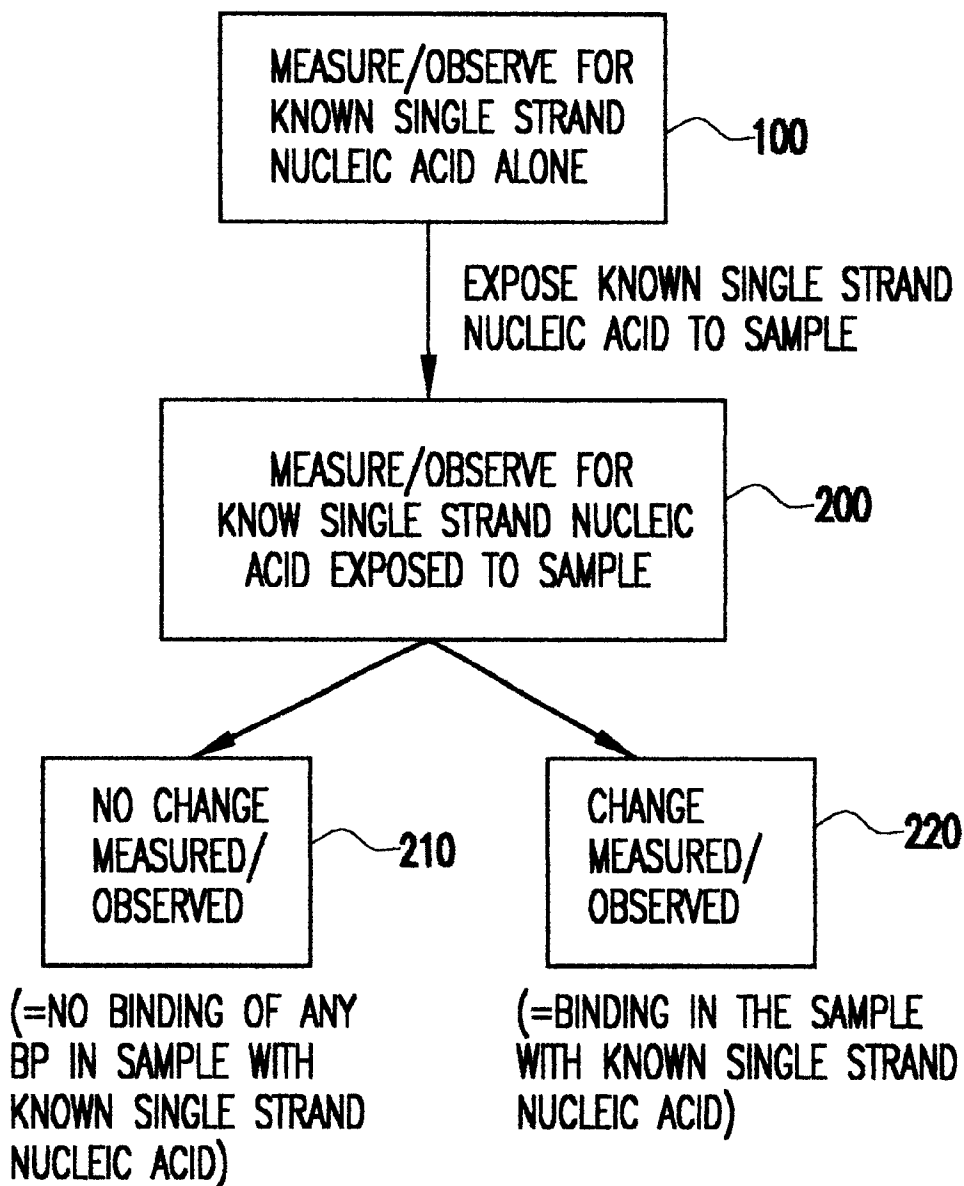 MEASURE/OBSERVE FOR
KNOWN SINGLE STRAND
NUCLEIC ACID ALONE
100
EXPOSE KNOWN SINGLE STRAND
NUCLEIC ACID TO SAMPLE
MEASURE/OBSERVE FOR
KNOW SINGLE STRAND NUCLEIC
ACID EXPOSED TO SAMPLE
200
NO CHANGE
MEASURED/
OBSERVED
210
CHANGE
MEASURED/
OBSERVED
220
(=NO BINDING OF ANY
BP IN SAMPLE WITH
KNOWN SINGLE STRAND
NUCLEIC ACID)
(=BINDING IN THE SAMPLE
WITH KNOWN SINGLE STRAND
NUCLEIC ACID)